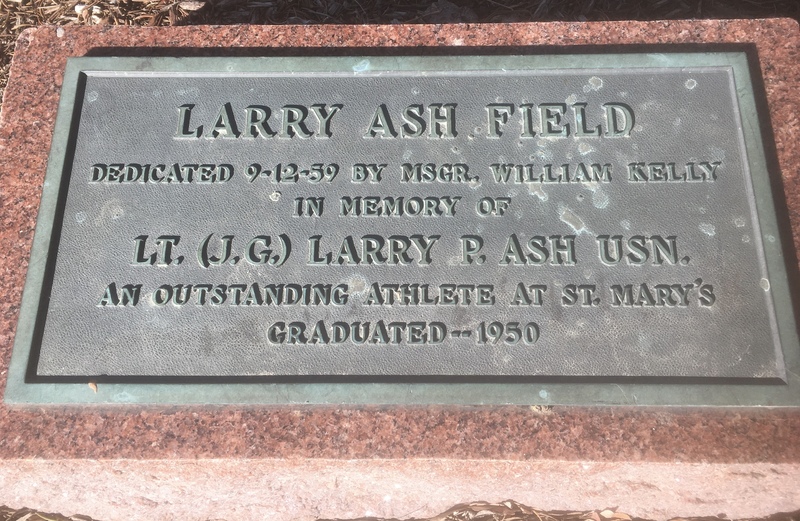 LARRY ASH FIELD
DEDICATED 9-12-59 BY MSGR. WILLIAM KELLY
IN MEMORY OF
LT. (J.G.) LARRY P. ASH USN.
AN OUTSTANDING ATHLETE AT ST. MARY'S
GRADUATED--1950